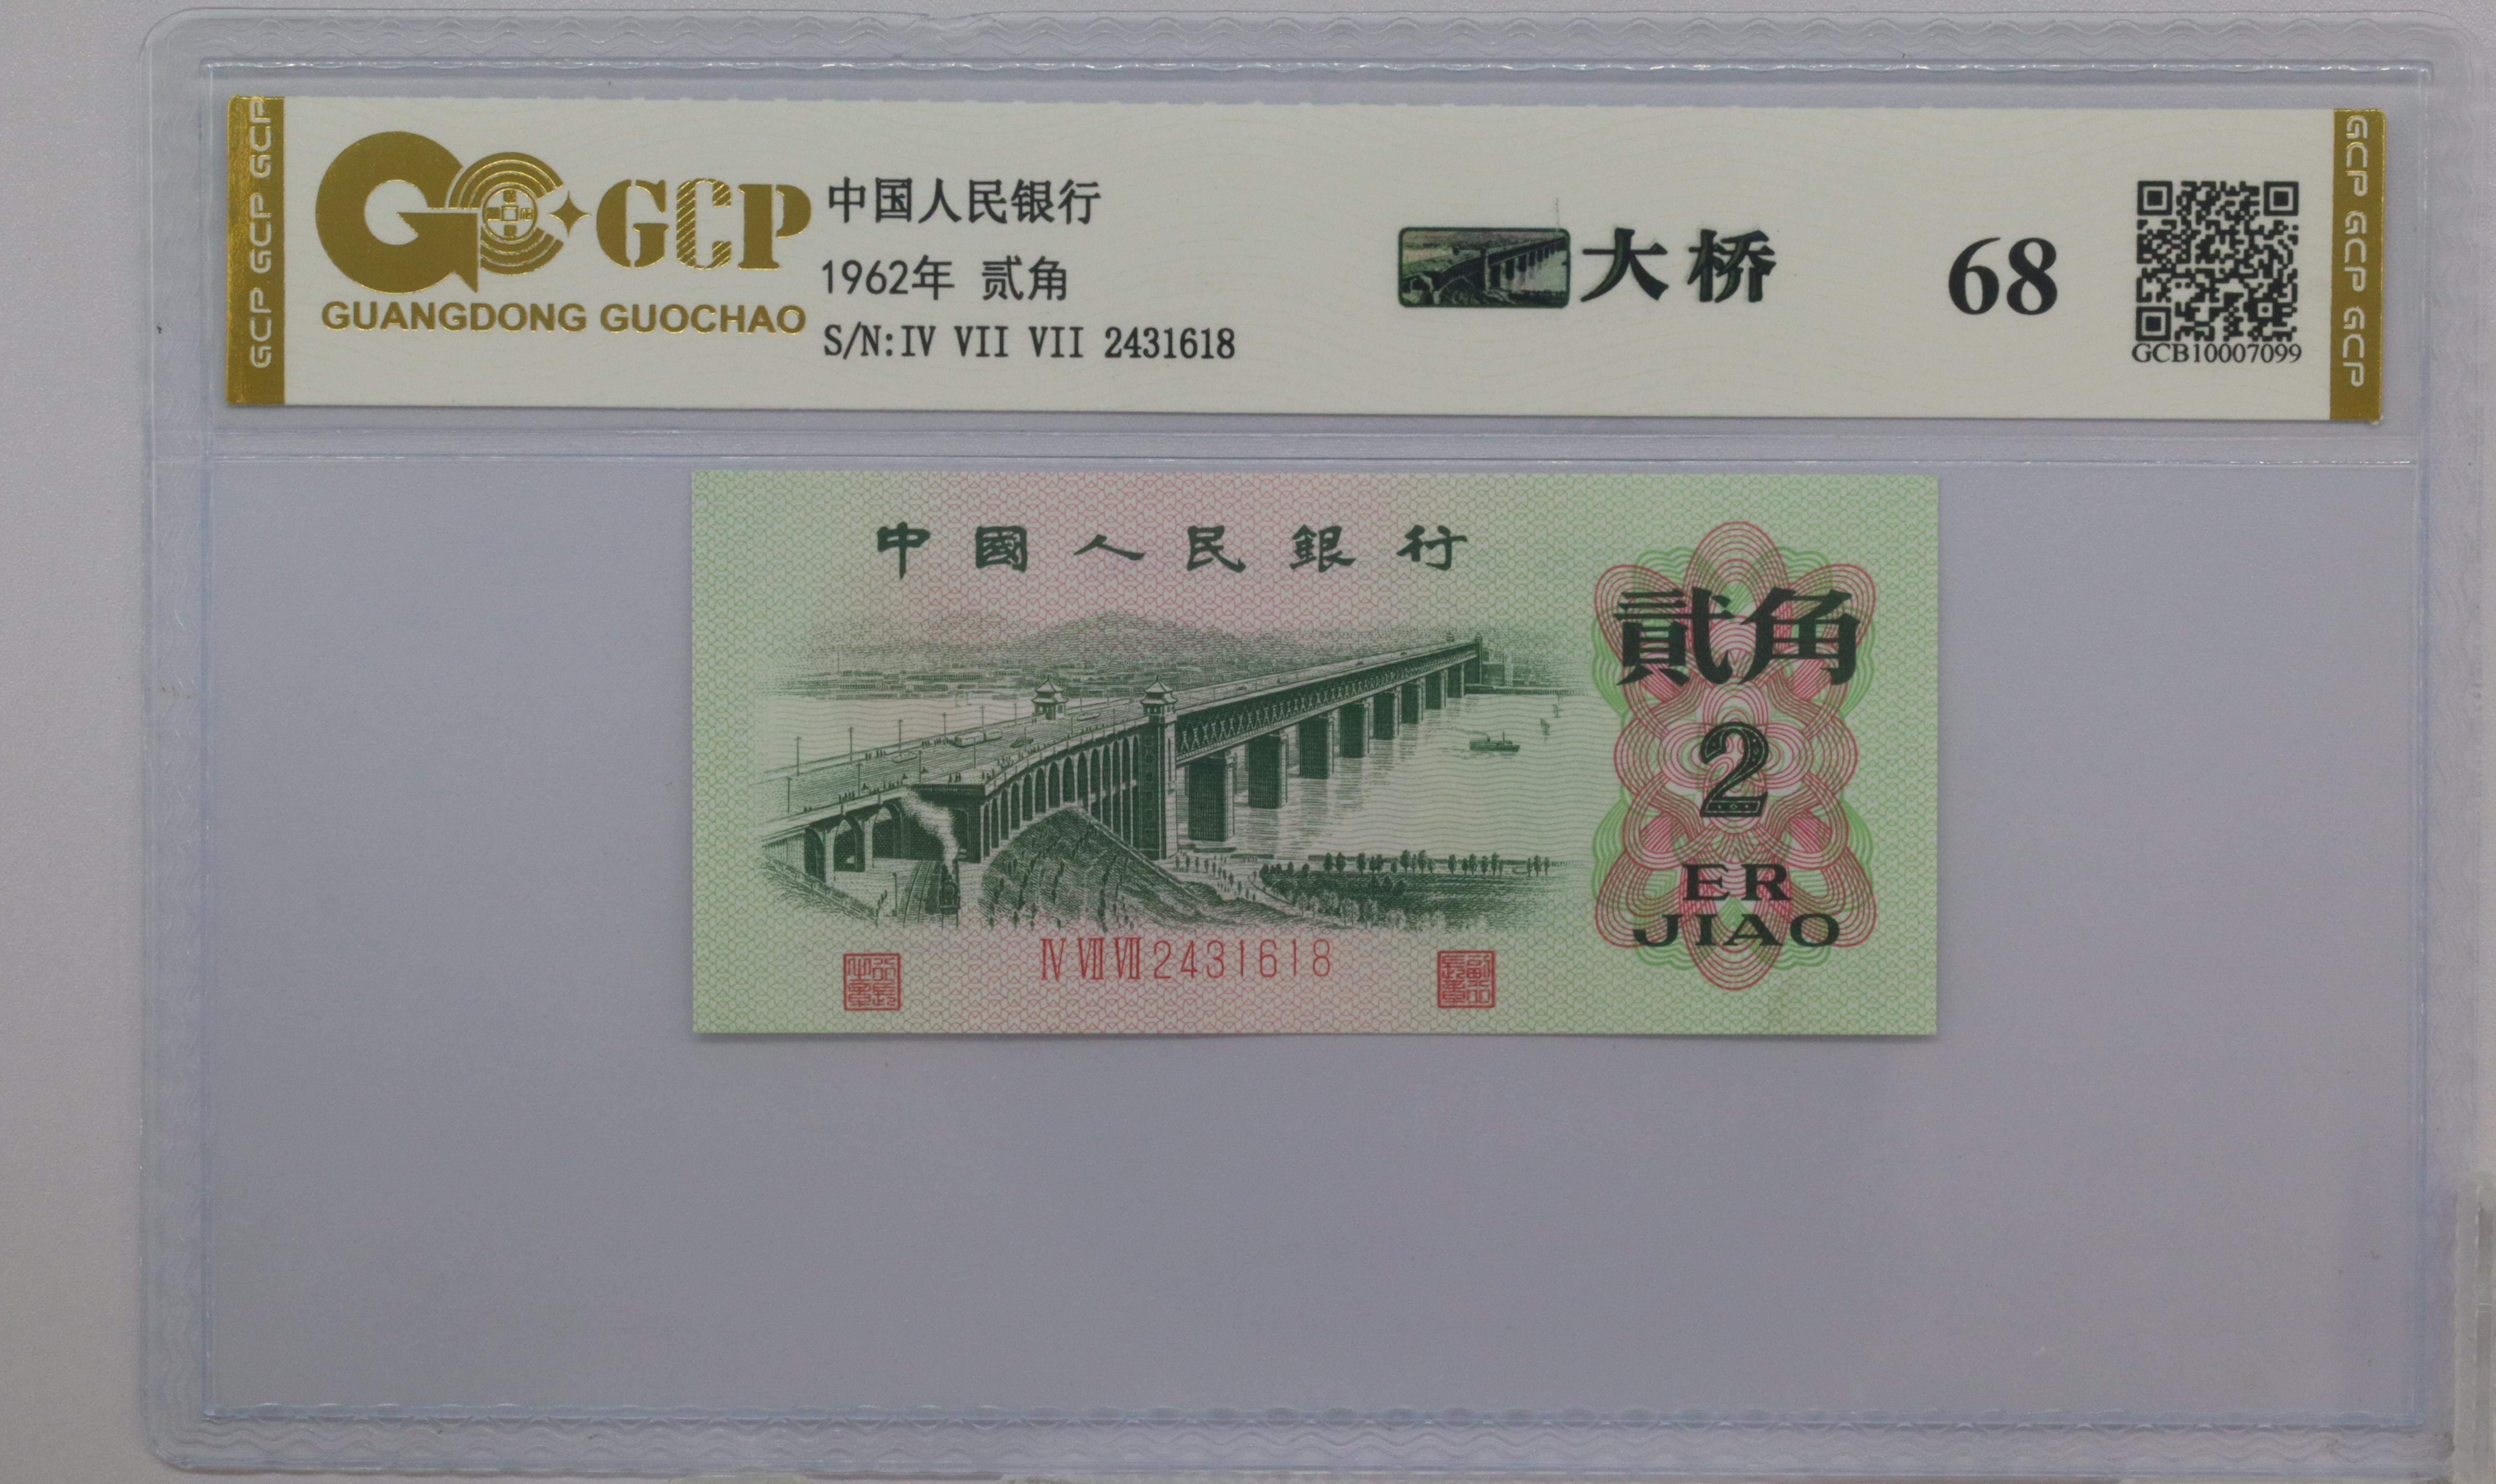 GCP GCP GCP
GCP
GUANGDONG GUOCHAO
中国人民银行
1962年 贰角
S/N:IV VII VII 2431618
大桥
68
GCB10007099
GCP GCP GCP
中國人民銀行
貳角
2
ER
JIAO
IV VII VII 2431618